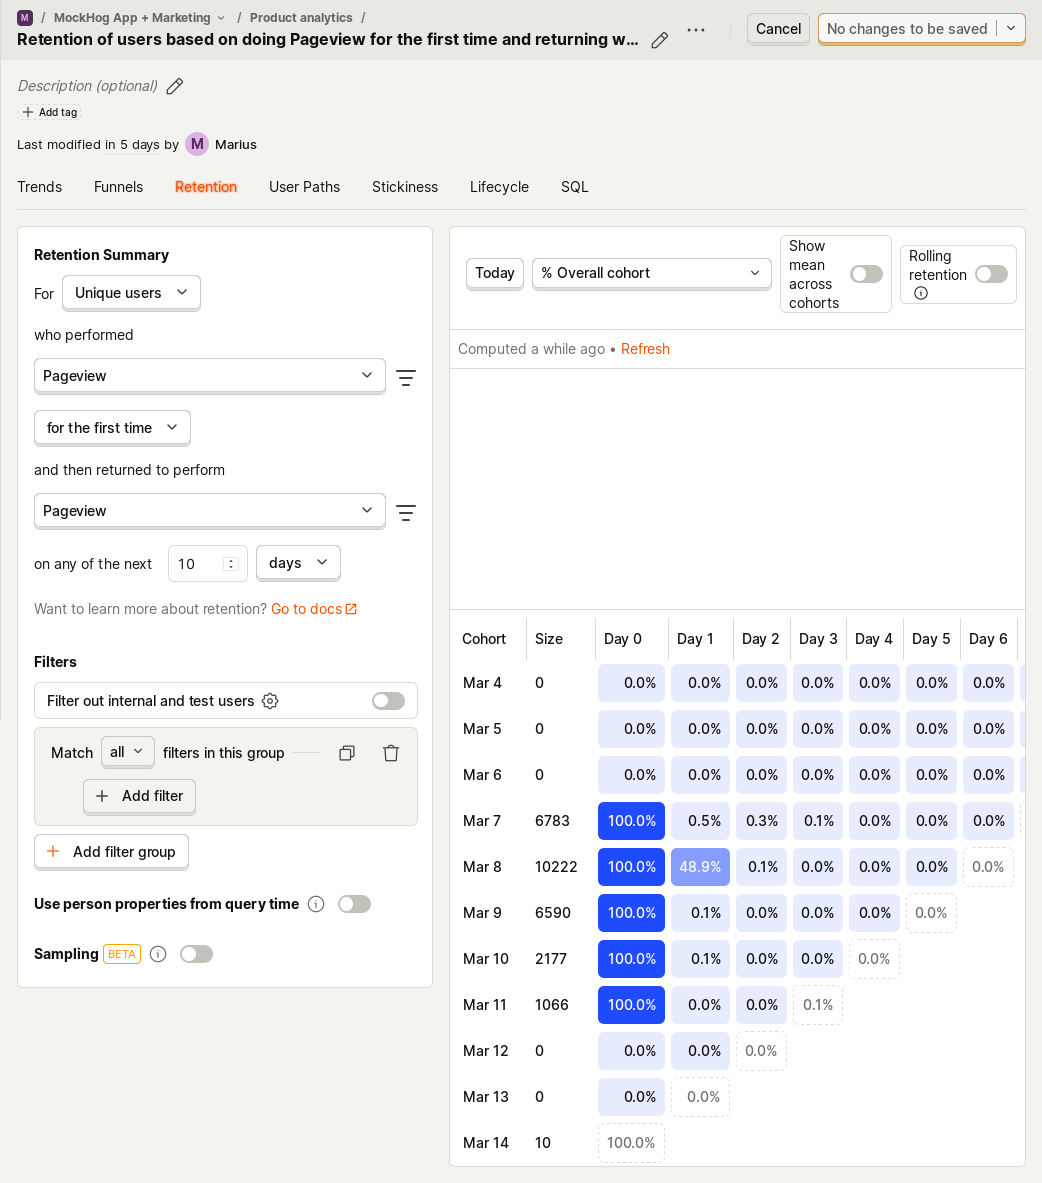 M / MockHog App + Marketing / Product analytics /
Retention of users based on doing Pageview for the first time and returning w...
Cancel
No changes to be saved
Description (optional)
Add tag
Last modified in 5 days by M Marius
Trends Funnels Retention User Paths Stickiness Lifecycle SQL
Retention Summary
For Unique users
who performed
Pageview
for the first time
and then returned to perform
Pageview
on any of the next 10 days
Want to learn more about retention? Go to docs
Filters
Filter out internal and test users
Match all filters in this group
Add filter
Add filter group
Use person properties from query time
Sampling BETA
Today
% Overall cohort
Show
mean
across
cohorts
Rolling
retention
Computed a while ago • Refresh
Cohort Size Day 0 Day 1 Day 2 Day 3 Day 4 Day 5 Day 6
Mar 4 0 0.0% 0.0% 0.0% 0.0% 0.0% 0.0% 0.0%
Mar 5 0 0.0% 0.0% 0.0% 0.0% 0.0% 0.0% 0.0%
Mar 6 0 0.0% 0.0% 0.0% 0.0% 0.0% 0.0% 0.0%
Mar 7 6783 100.0% 0.5% 0.3% 0.1% 0.0% 0.0% 0.0%
Mar 8 10222 100.0% 48.9% 0.1% 0.0% 0.0% 0.0% 0.0%
Mar 9 6590 100.0% 0.1% 0.0% 0.0% 0.0% 0.0%
Mar 10 2177 100.0% 0.1% 0.0% 0.0% 0.0%
Mar 11 1066 100.0% 0.0% 0.0% 0.1%
Mar 12 0 0.0% 0.0% 0.0%
Mar 13 0 0.0% 0.0%
Mar 14 10 100.0%